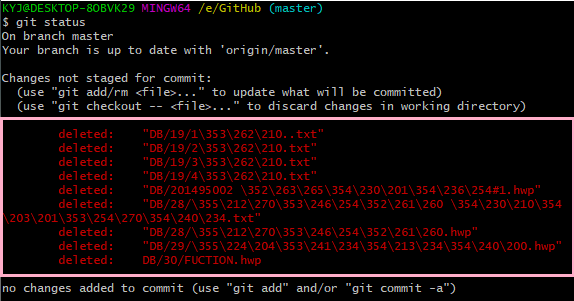 KYJ@DESKTOP-8OBVK29 MINGW64 /e/GitHub (master)
$ git status
On branch master
Your branch is up to date with 'origin/master'.
Changes not staged for commit:
(use "git add/rm <file>..." to update what will be committed)
(use "git checkout -- <file>..." to discard changes in working directory)
deleted: "DB/19/1\353\262\210..txt"
deleted: "DB/19/2\353\262\210.txt"
deleted: "DB/19/3\353\262\210.txt"
deleted: "DB/19/4\353\262\210.txt"
deleted: "DB/201495002 \352\263\265\354\230\201\354\236\254#1.hwp"
deleted: "DB/28/\355\212\270\353\246\254\352\261\260 \354\230\210\354
\203\201\353\254\270\354\240\234.txt"
deleted: "DB/28/\355\212\270\353\246\254\352\261\260.hwp"
deleted: "DB/29/\355\224\204\353\241\234\354\213\234\354\240\200.hwp"
deleted: DB/30/FUCTION.hwp
no changes added to commit (use "git add" and/or "git commit -a")